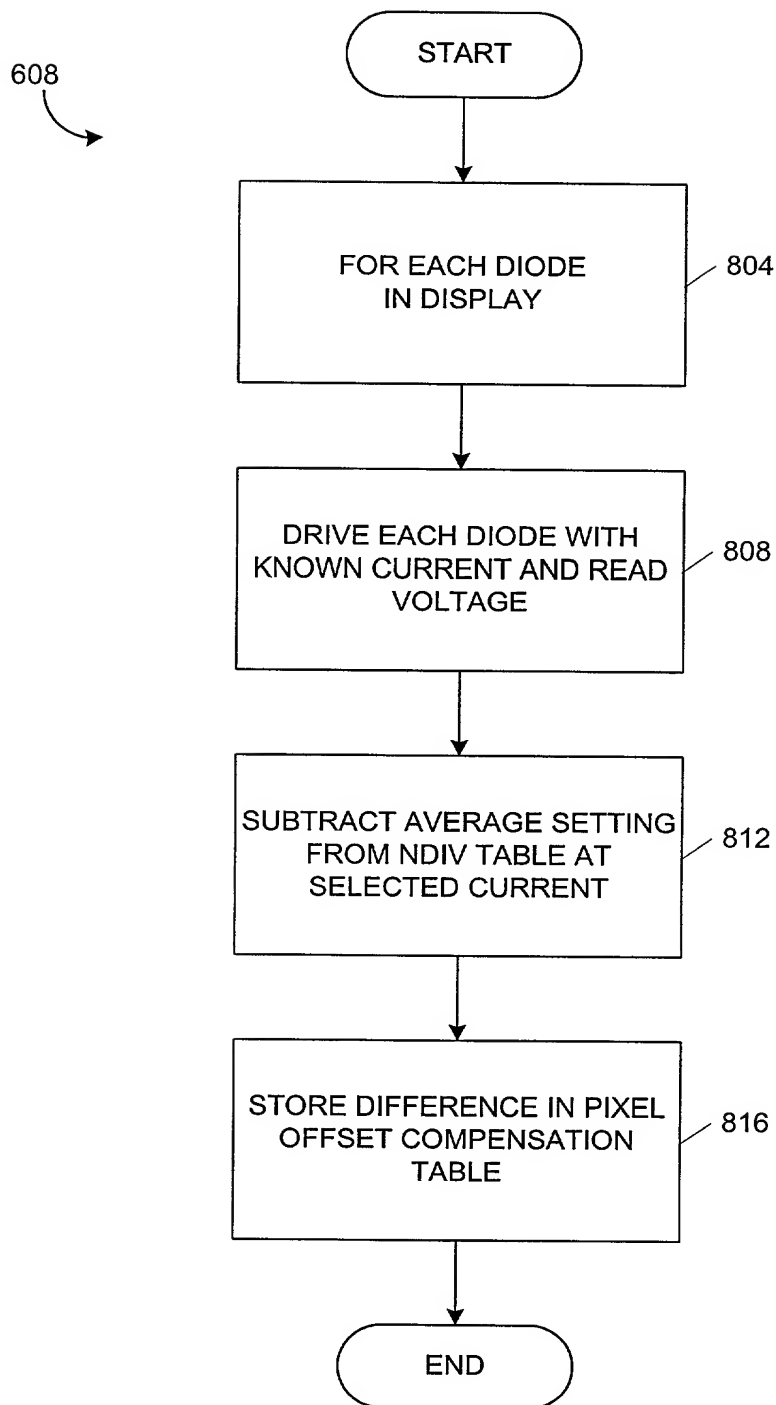 START
608
FOR EACH DIODE
IN DISPLAY
804
DRIVE EACH DIODE WITH
KNOWN CURRENT AND READ
VOLTAGE
808
SUBTRACT AVERAGE SETTING
FROM NDIV TABLE AT
SELECTED CURRENT
812
STORE DIFFERENCE IN PIXEL
OFFSET COMPENSATION
TABLE
816
END